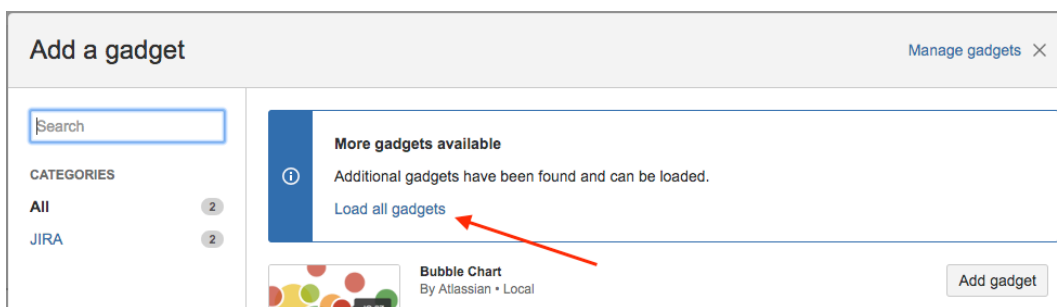 Add a gadget
Manage gadgets
Search
CATEGORIES
All 2
JIRA 2
More gadgets available
Additional gadgets have been found and can be loaded.
Load all gadgets
Bubble Chart
By Atlassian • Local
Add gadget